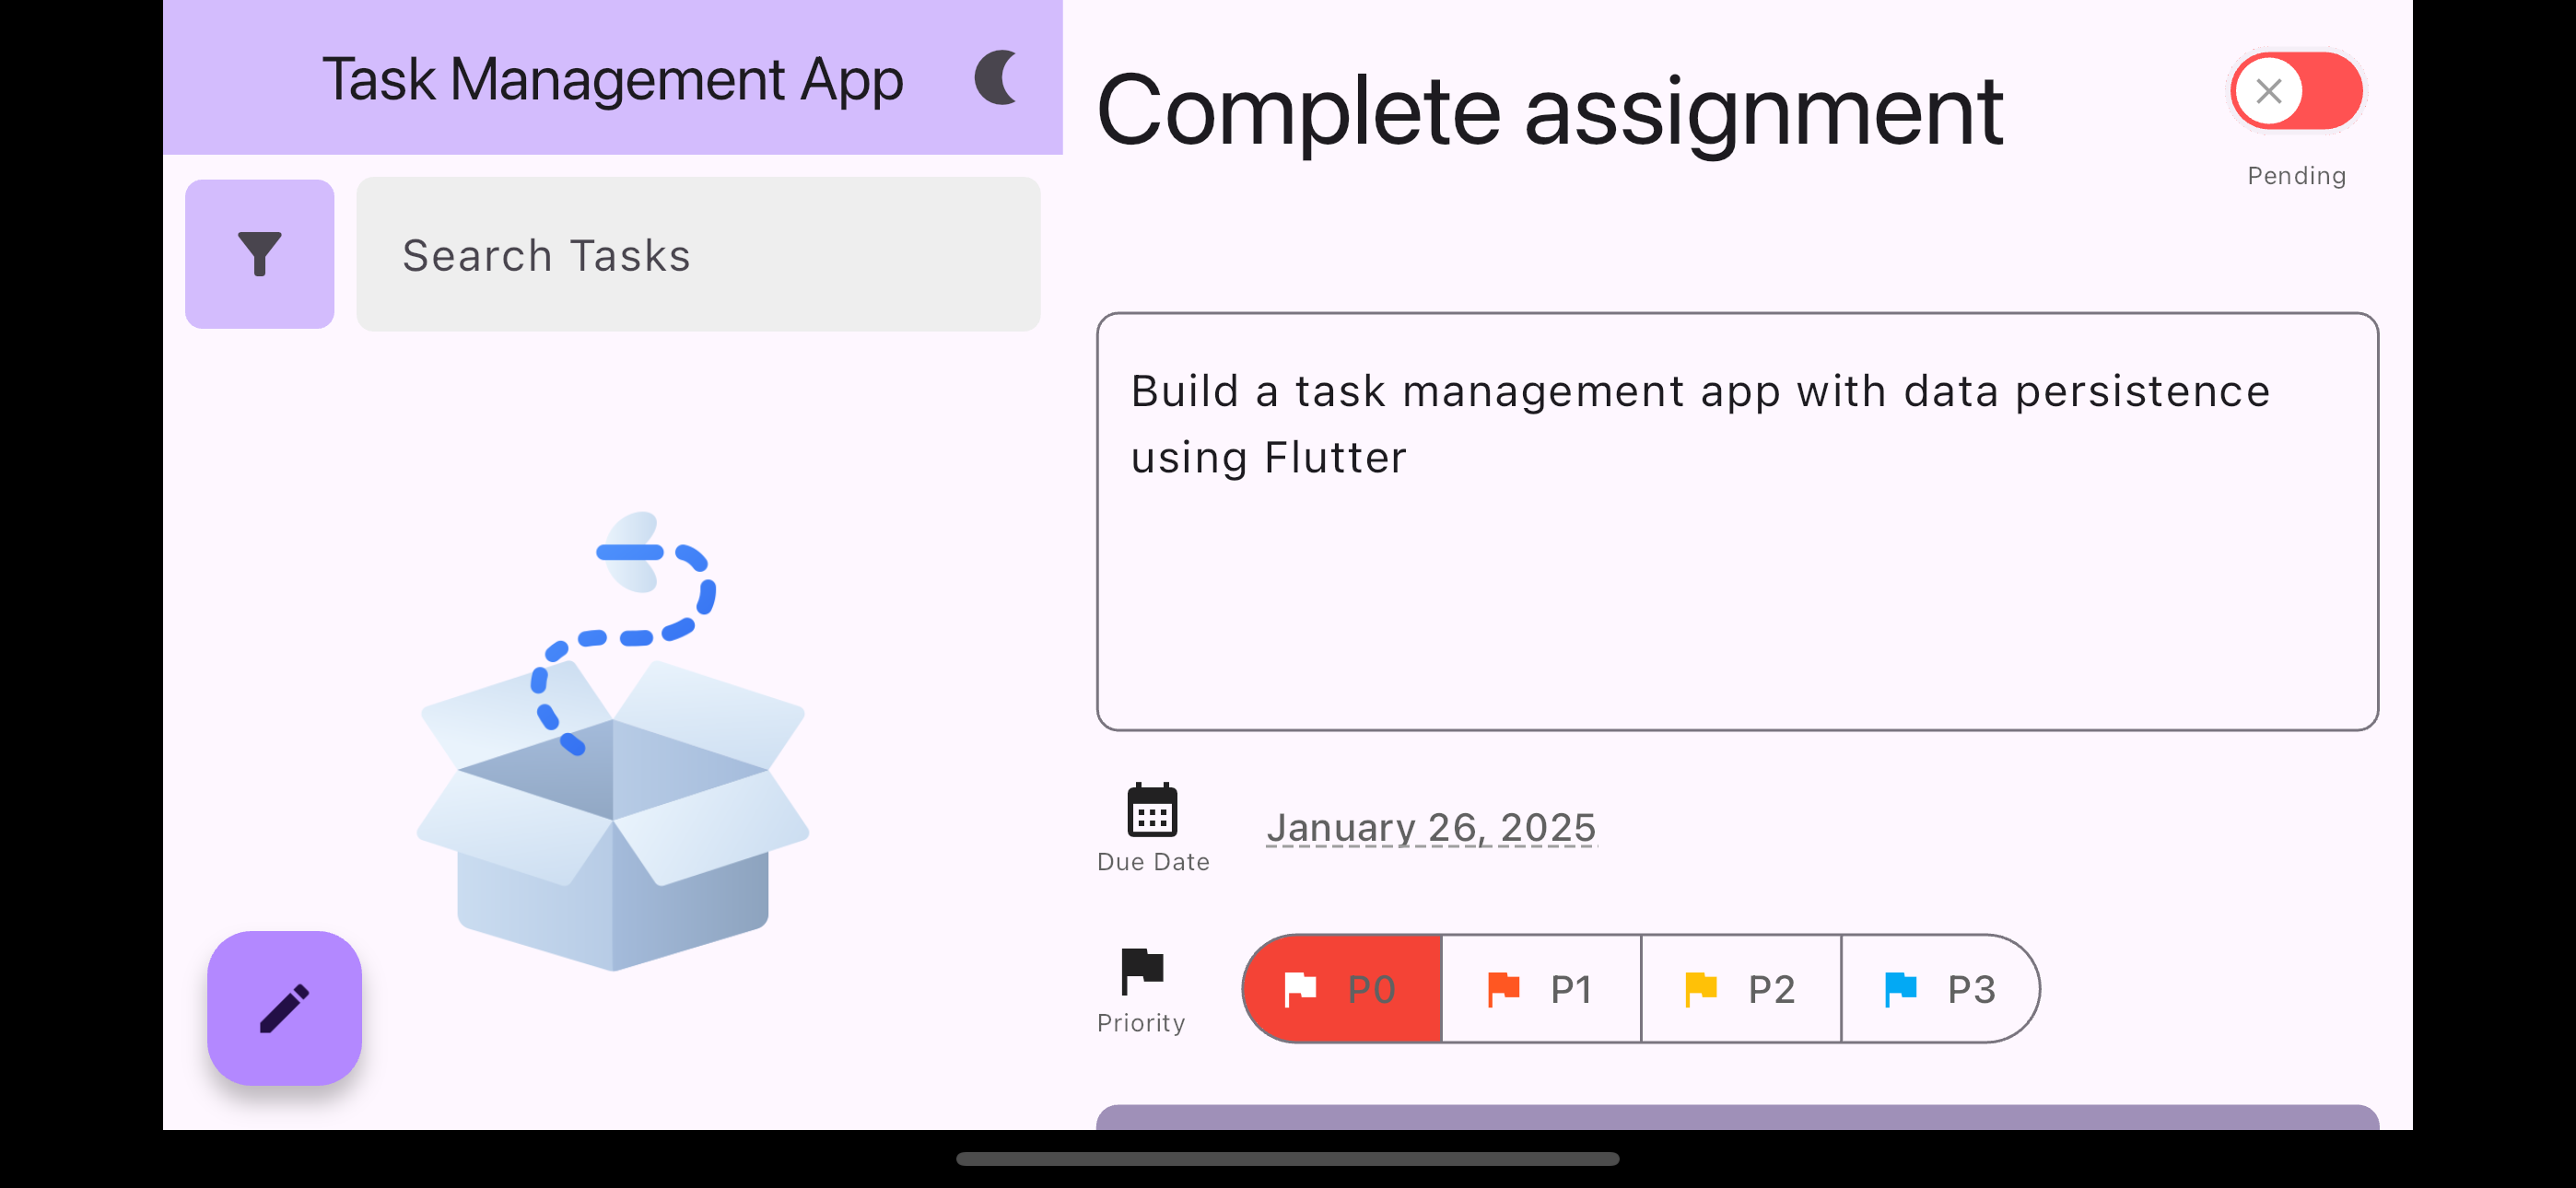 Task Management App
Search Tasks
Complete assignment
Pending
Build a task management app with data persistence
using Flutter
January 26, 2025
Due Date
P0
P1
P2
P3
Priority